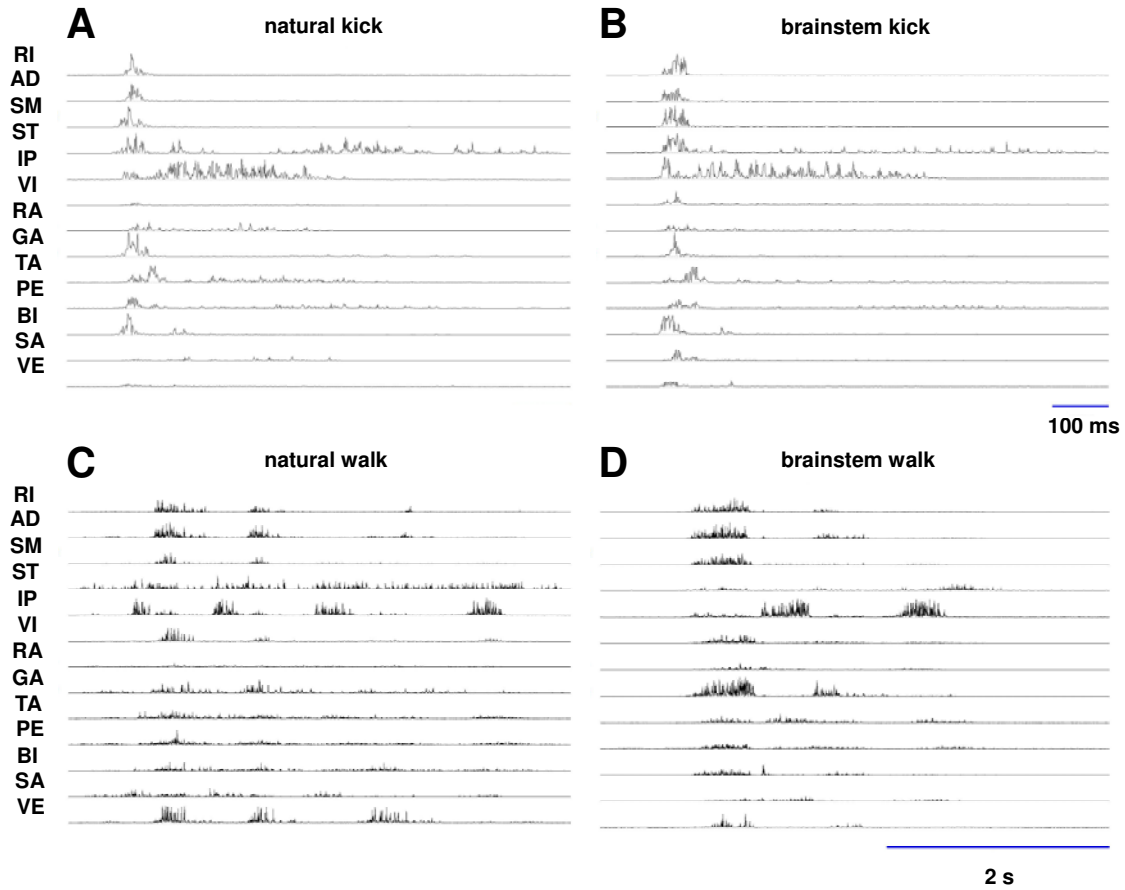 A natural kick
B brainstem kick
RI
AD
SM
ST
IP
VI
RA
GA
TA
PE
BI
SA
VE
100 ms
C natural walk
D brainstem walk
RI
AD
SM
ST
IP
VI
RA
GA
TA
PE
BI
SA
VE
2 s